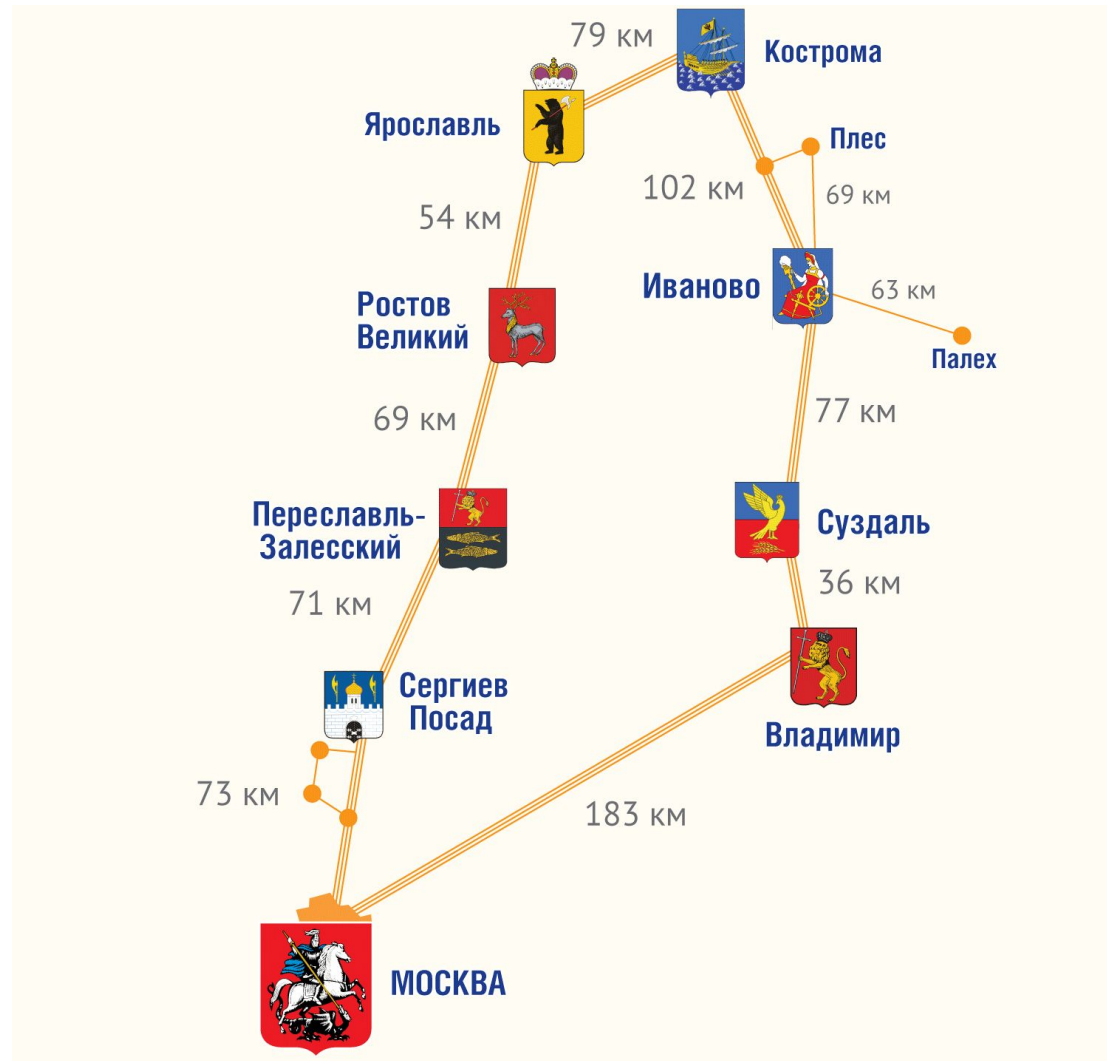 79 км
Кострома
Ярославль
Плес
102 км
69 км
54 км
Иваново
63 км
Ростов
Великий
Палех
77 км
69 км
Переславль-
Залесский
Суздаль
36 км
71 км
Сергиев
Посад
Владимир
73 км
183 км
МОСКВА